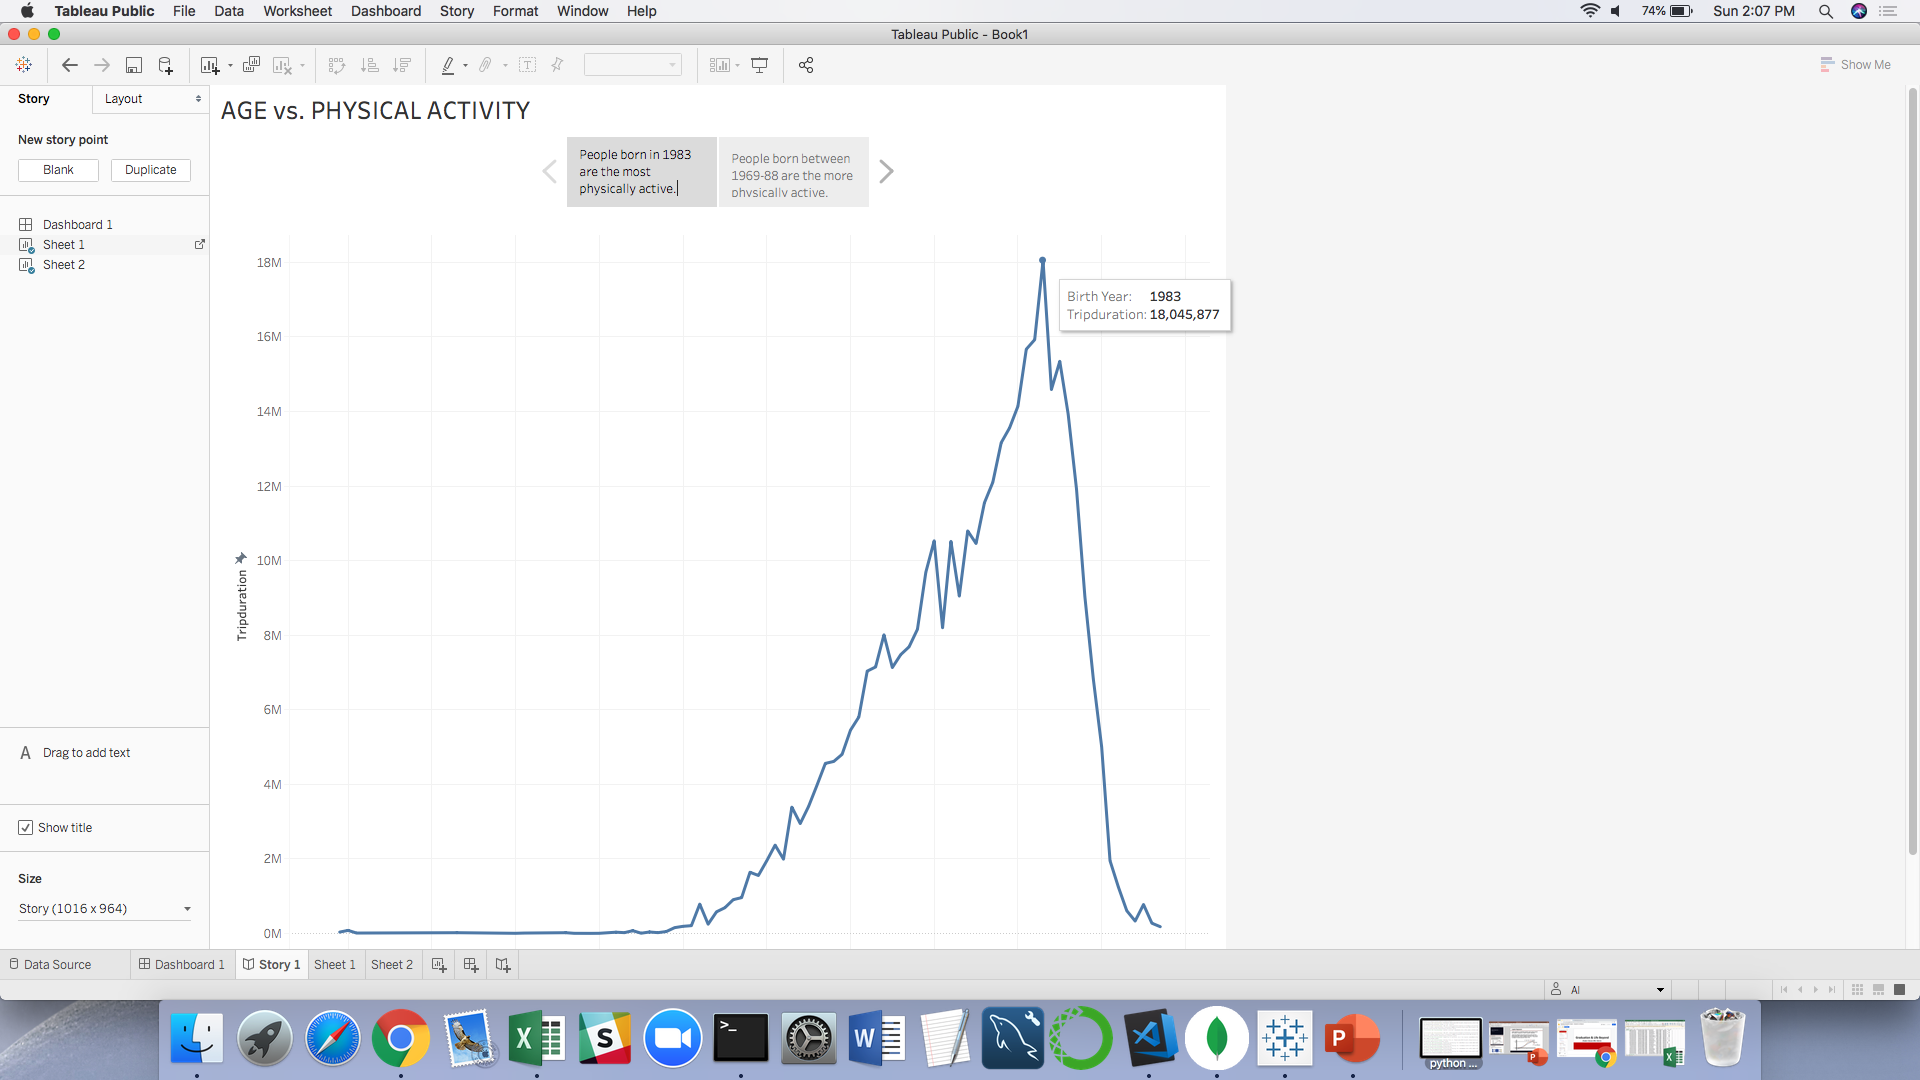 Tableau Public File Data Worksheet Dashboard Story Format Window Help 74% Sun 2:07 PM
Tableau Public - Book1
Show Me
Story Layout
AGE vs. PHYSICAL ACTIVITY
New story point
Blank Duplicate
People born in 1983
are the most
physically active.
People born between
1969-88 are the more
physically active.
Dashboard 1
Sheet 1
Sheet 2
18M
Birth Year: 1983
Tripduration: 18,045,877
16M
14M
12M
10M
Tripduration
8M
6M
4M
2M
0M
A Drag to add text
Show title
Size
Story (1016 x 964)
Data Source Dashboard 1 Story 1 Sheet 1 Sheet 2
AI
X
S
>_
W
P
python ...
P
X